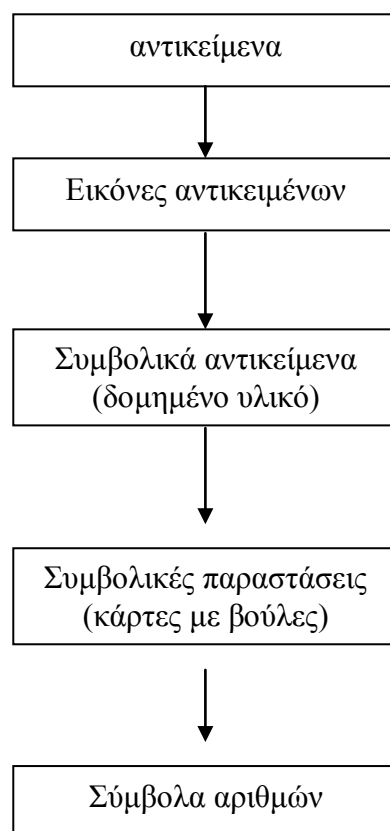 αντικείμενα
Εικόνες αντικειμένων
Συμβολικά αντικείμενα
(δομημένο υλικό)
Συμβολικές παραστάσεις
(κάρτες με βούλες)
Σύμβολα αριθμών